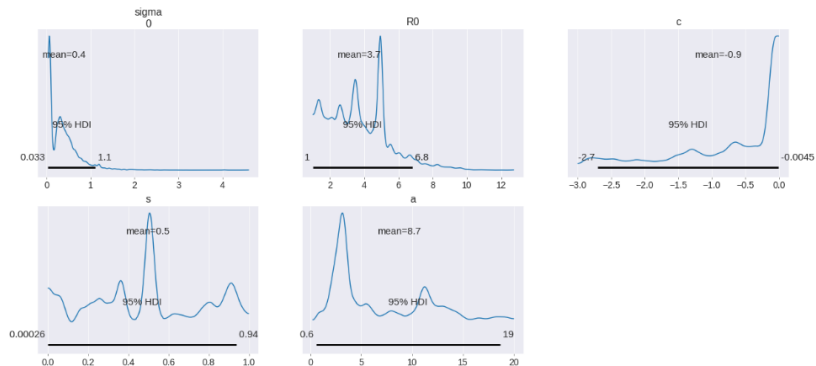 sigma
0
mean=0.4
95% HDI
0.033
1.1
0 1 2 3 4
R0
mean=3.7
95% HDI
1
6.8
2 4 6 8 10 12
c
mean=-0.9
95% HDI
-2.7
-0.0045
−3.0 −2.5 −2.0 −1.5 −1.0 −0.5 0.0
s
mean=0.5
95% HDI
0.00026
0.94
0.0 0.2 0.4 0.6 0.8 1.0
a
mean=8.7
95% HDI
0.6
19
0 5 10 15 20